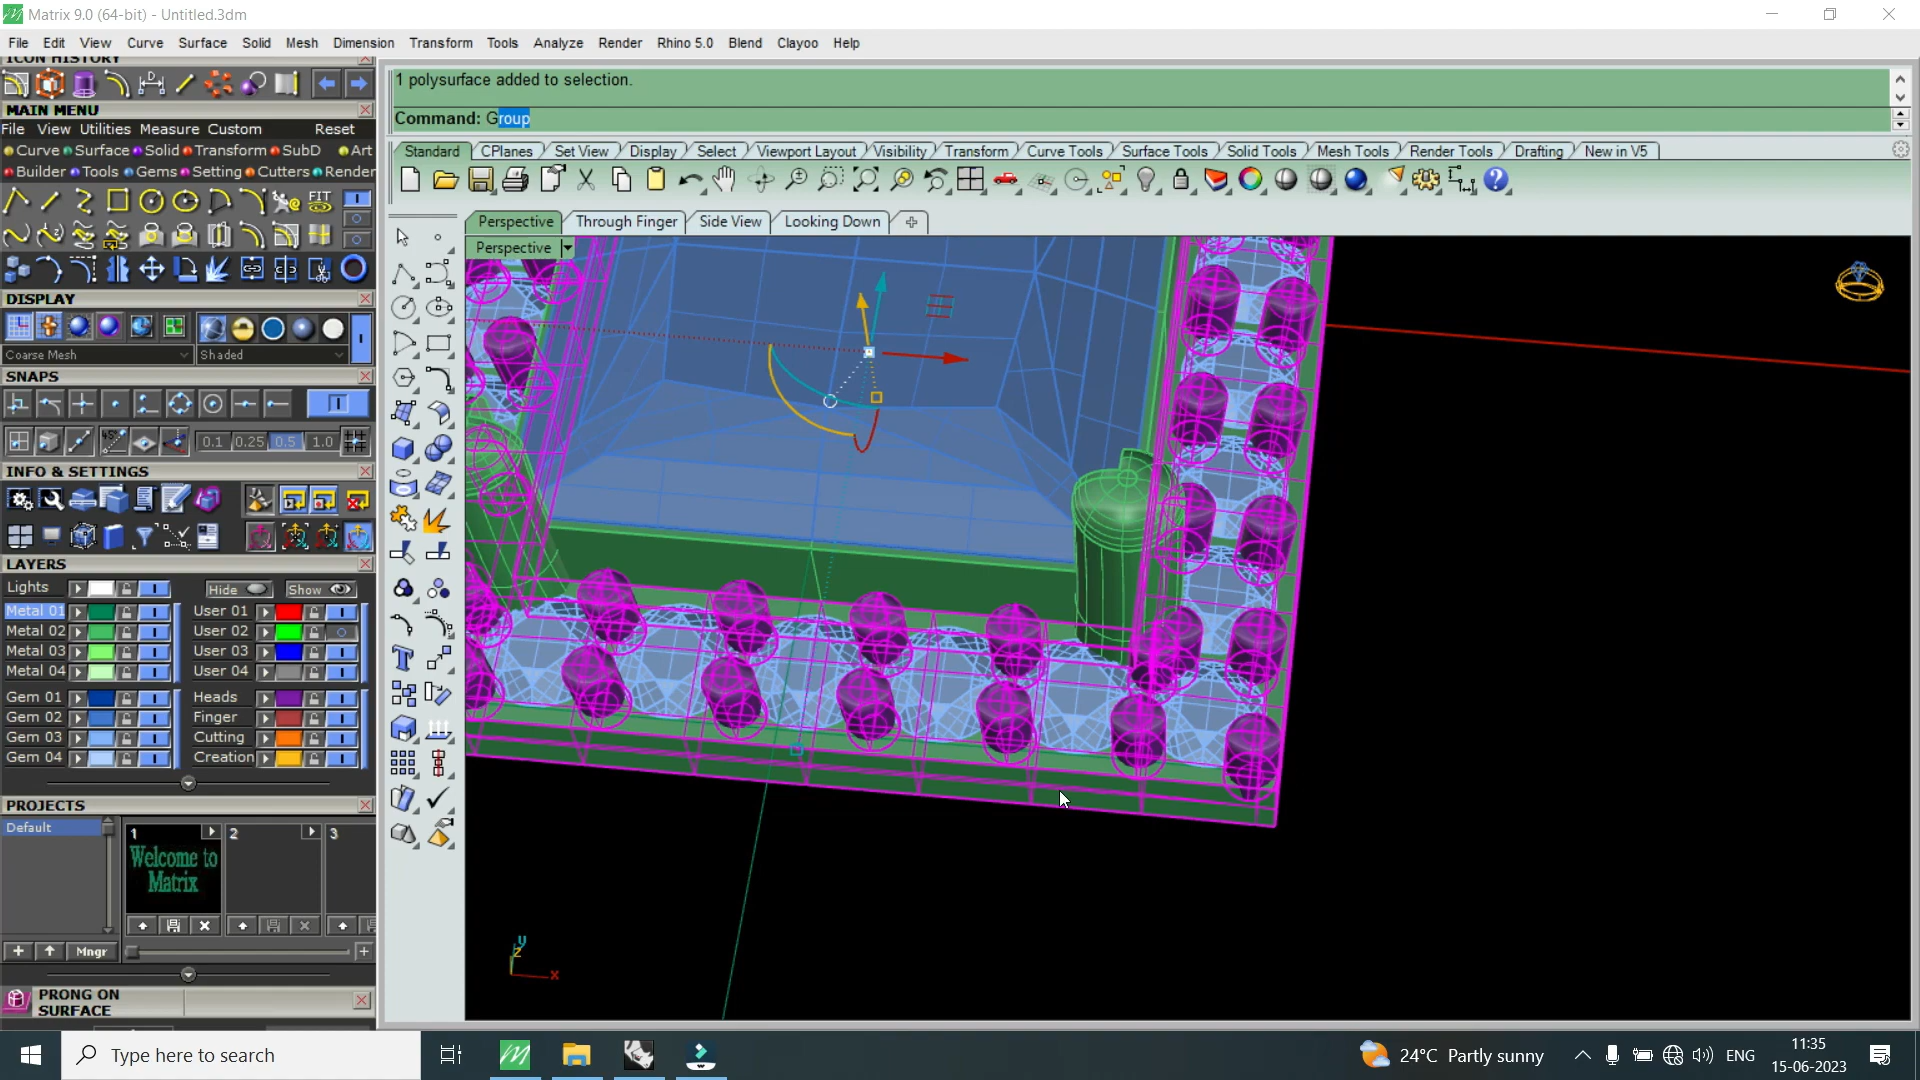 Matrix 9.0 (64-bit) - Untitled.3dm
File Edit View Curve Surface Solid Mesh Dimension Transform Tools Analyze Render Rhino 5.0 Blend Clayoo Help
ICON HISTORY
1 polysurface added to selection.
Command: Group
MAIN MENU
File View Utilities Measure Custom Reset
Curve Surface Solid Transform SubD Art
Builder Tools Gems Setting Cutters Render
Standard CPlanes Set View Display Select Viewport Layout Visibility Transform Curve Tools Surface Tools Solid Tools Mesh Tools Render Tools Drafting New in V5
FIT
Perspective Through Finger Side View Looking Down
Perspective
DISPLAY
Coarse Mesh Shaded
SNAPS
0.1 0.25 0.5 1.0
INFO & SETTINGS
LAYERS
Lights Hide Show
Metal 01 User 01
Metal 02 User 02
Metal 03 User 03
Metal 04 User 04
Gem 01 Heads
Gem 02 Finger
Gem 03 Cutting
Gem 04 Creation
PROJECTS
Default 1 2 3
Welcome to
Matrix
Mngr
PRONG ON
SURFACE
y
z
x
Type here to search
24°C Partly sunny
ENG
11:35
15-06-2023